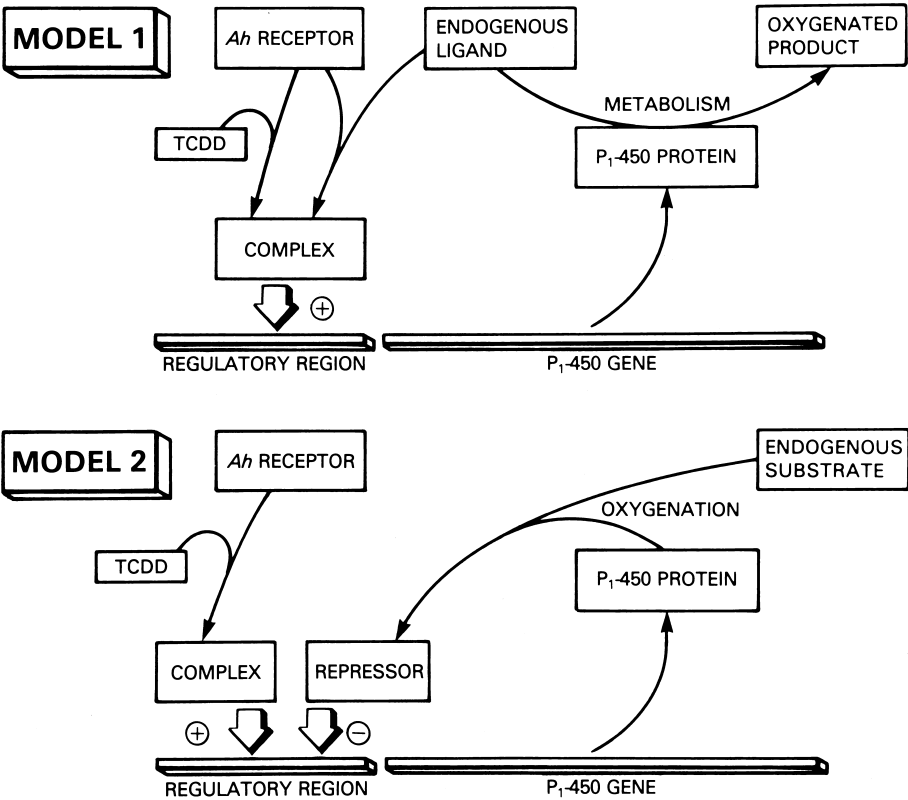 MODEL 1
Ah RECEPTOR
ENDOGENOUS
LIGAND
OXYGENATED
PRODUCT
METABOLISM
TCDD
P₁-450 PROTEIN
COMPLEX
+
REGULATORY REGION
P₁-450 GENE
MODEL 2
Ah RECEPTOR
ENDOGENOUS
SUBSTRATE
OXYGENATION
TCDD
P₁-450 PROTEIN
COMPLEX
REPRESSOR
+
−
REGULATORY REGION
P₁-450 GENE